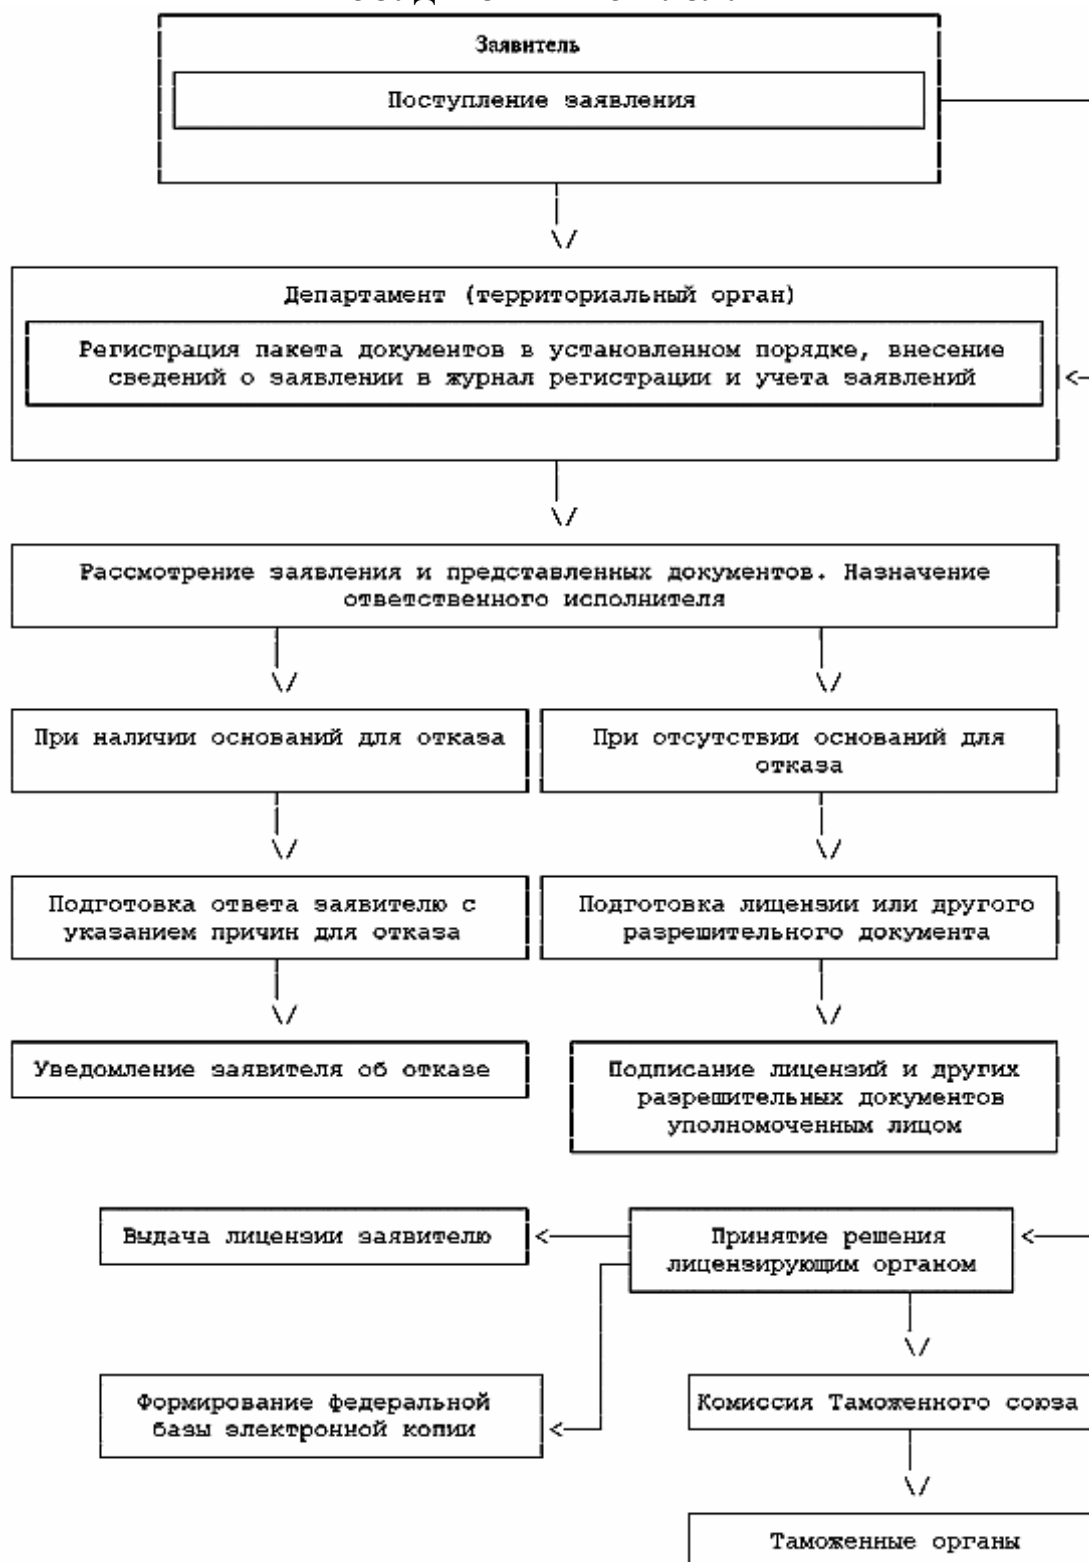 Заявитель
Поступление заявления
Департамент (территориальный орган)
Регистрация пакета документов в установленном порядке, внесение
сведений о заявлении в журнал регистрации и учета заявлений
Рассмотрение заявления и представленных документов. Назначение
ответственного исполнителя
При наличии оснований для отказа
При отсутствии оснований для
отказа
Подготовка ответа заявителю с
указанием причин для отказа
Подготовка лицензии или другого
разрешительного документа
Уведомление заявителя об отказе
Подписание лицензий и других
разрешительных документов
уполномоченным лицом
Выдача лицензии заявителю
Принятие решения
лицензирующим органом
Формирование федеральной
базы электронной копии
Комиссия Таможенного союза
Таможенные органы